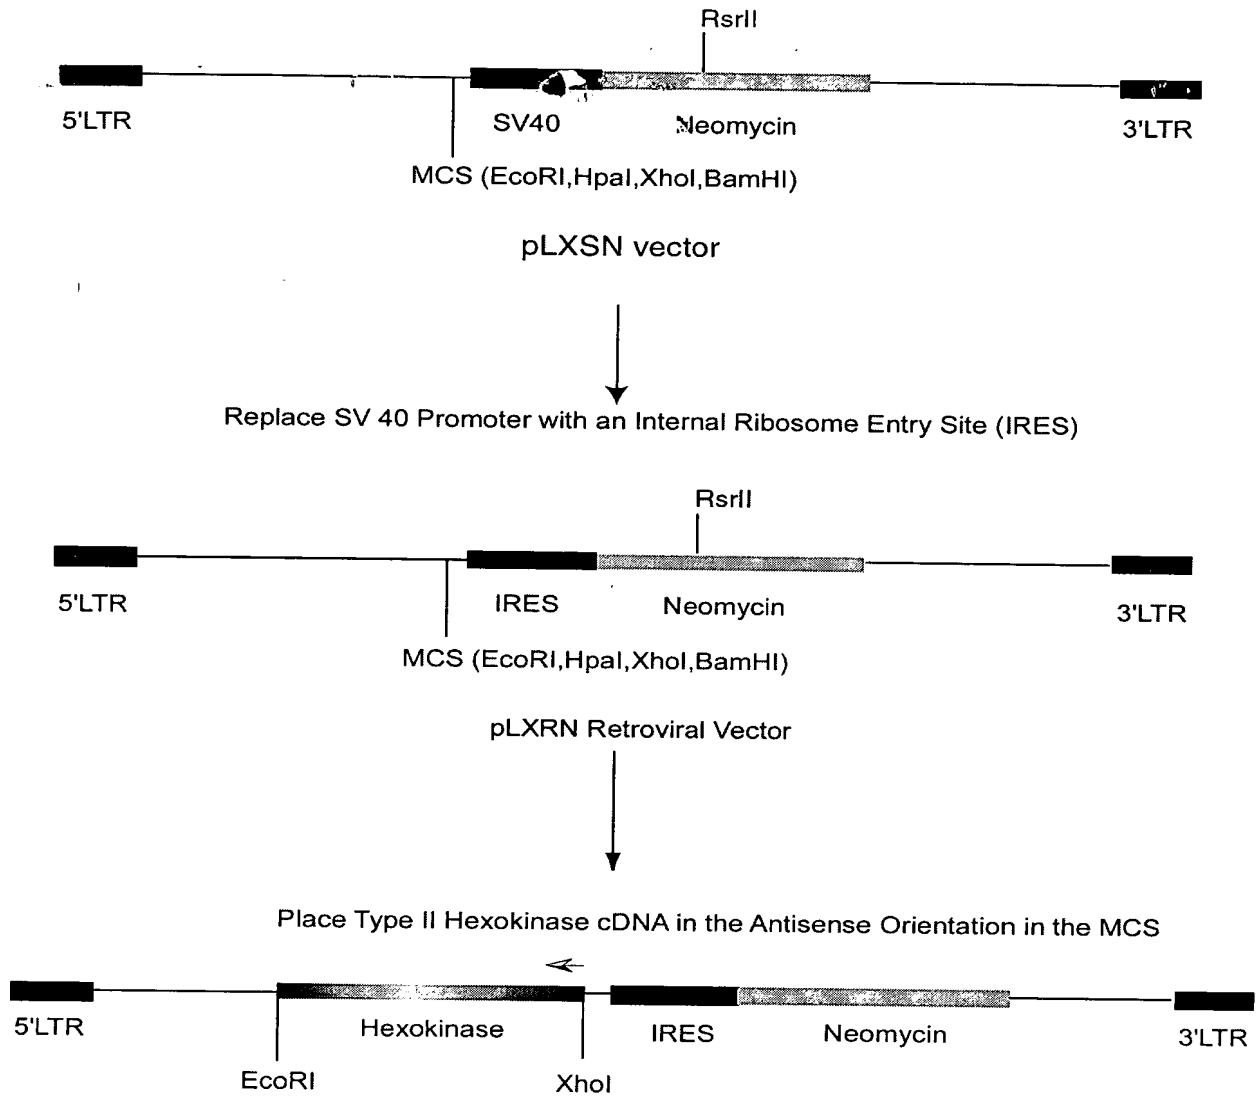 RsrII
5'LTR
SV40
Neomycin
3'LTR
MCS (EcoRI,HpaI,XhoI,BamHI)
pLXSN vector
Replace SV 40 Promoter with an Internal Ribosome Entry Site (IRES)
RsrII
5'LTR
IRES
Neomycin
3'LTR
MCS (EcoRI,HpaI,XhoI,BamHI)
pLXRN Retroviral Vector
Place Type II Hexokinase cDNA in the Antisense Orientation in the MCS
5'LTR
Hexokinase
IRES
Neomycin
3'LTR
EcoRI
XhoI